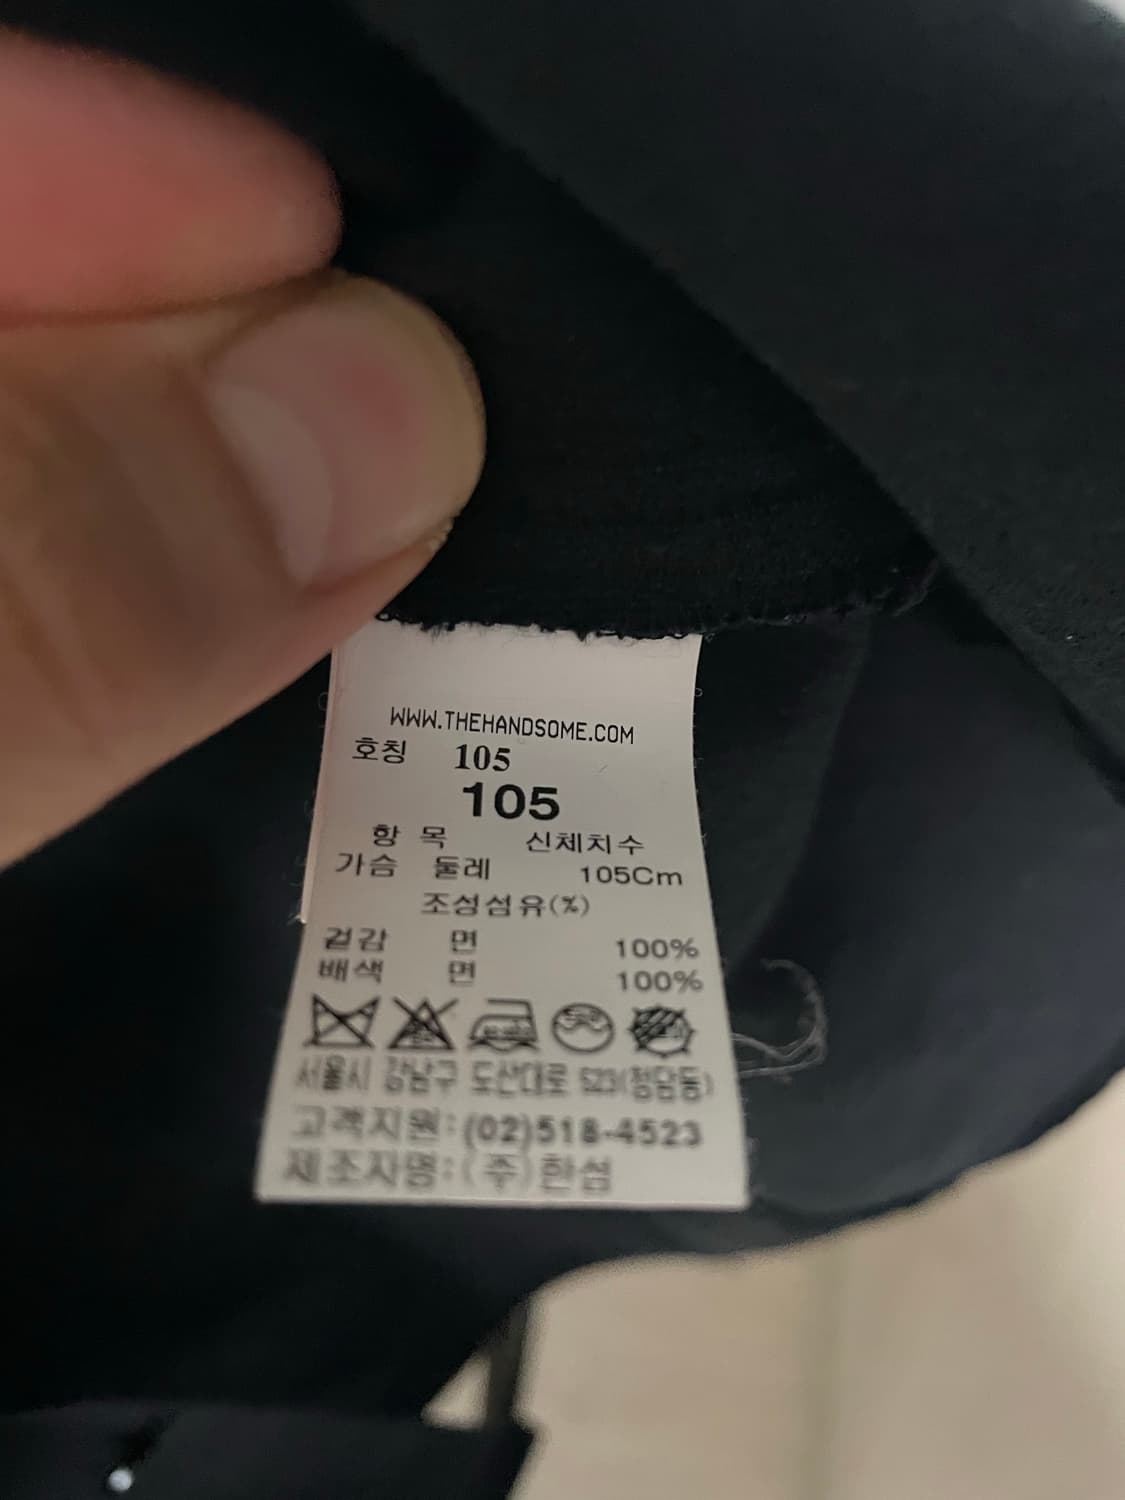 WWW.THEHANDSOME.COM
호칭 105
105
항 목 신체치수
가슴 둘레 105Cm
조성섬유(%)
겉감 면 100%
배색 면 100%
서울시 강남구 도산대로 523(청담동)
고객지원:(02)518-4523
제조자명:(주)한섬